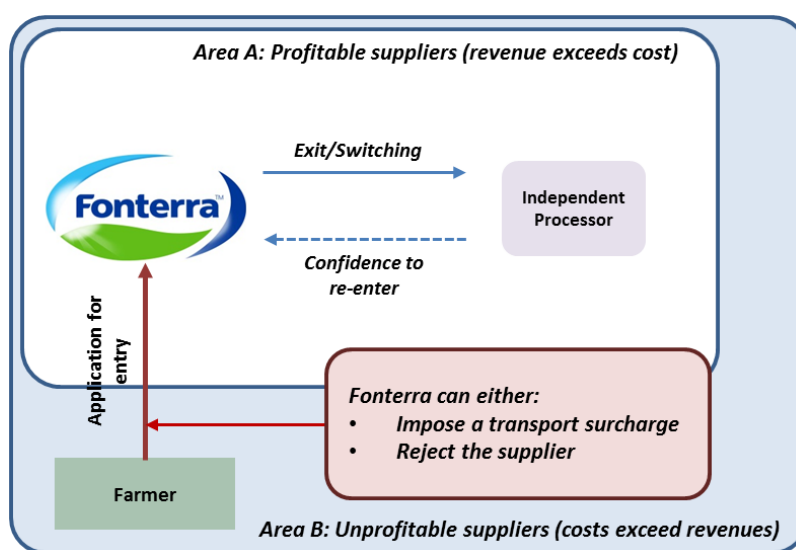 Area A: Profitable suppliers (revenue exceeds cost)
Exit/Switching
Fonterra™
Independent
Processor
Confidence to
re-enter
Application for
entry
Fonterra can either:
• Impose a transport surcharge
• Reject the supplier
Farmer
Area B: Unprofitable suppliers (costs exceed revenues)